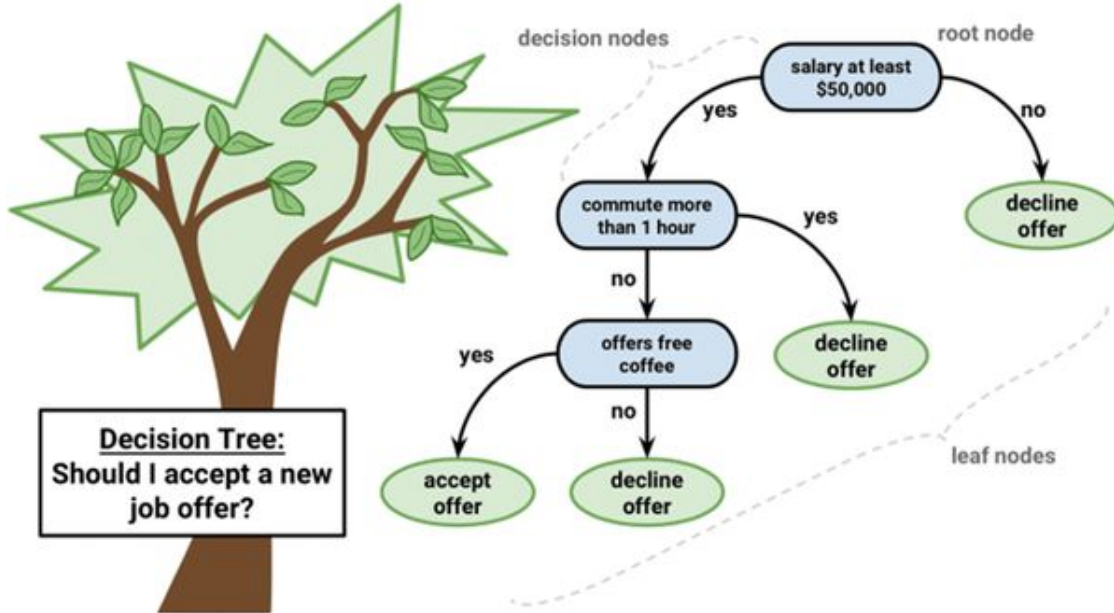 decision nodes
root node
salary at least
$50,000
yes
no
commute more
than 1 hour
yes
decline
offer
no
offers free
coffee
decline
offer
yes
no
leaf nodes
accept
offer
decline
offer
Decision Tree:
Should I accept a new
job offer?